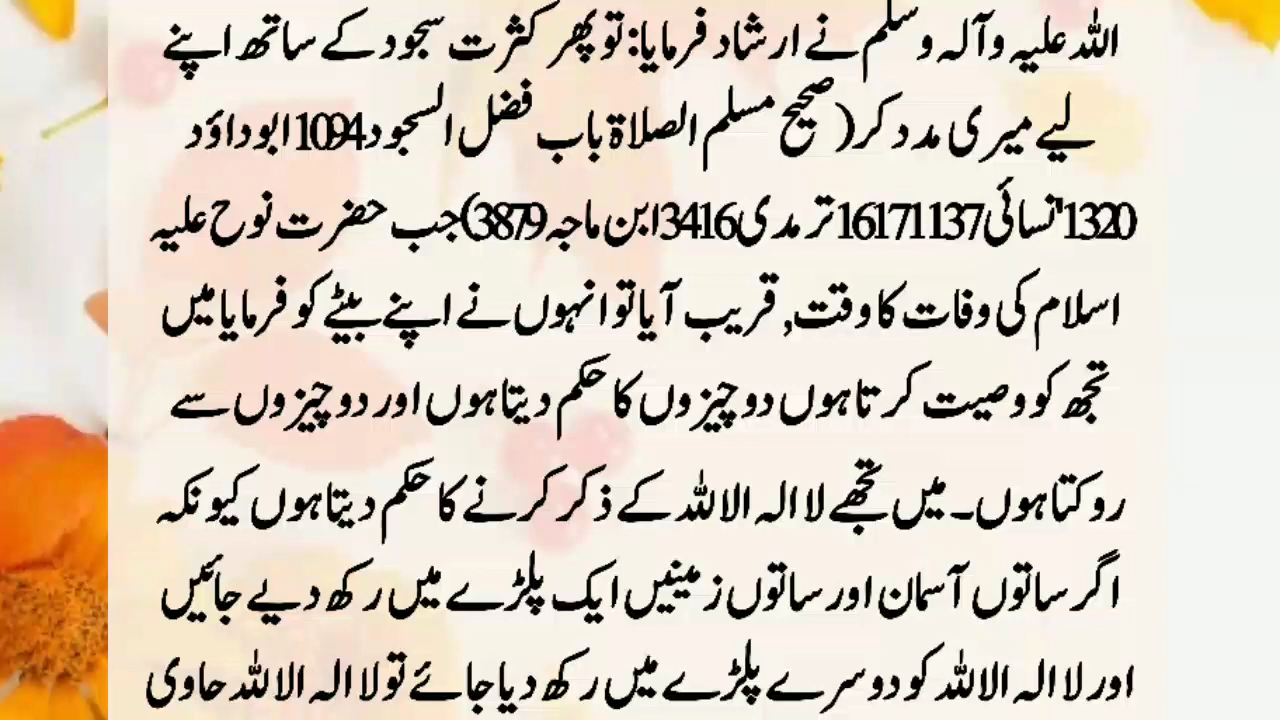 اللہ علیہ وآلہ وسلم نے ارشاد فرمایا: تو پھر کثرت سجود کے ساتھ اپنے
لیے میری مدد کر (صحیح مسلم الصلاۃ باب فضل السجود 1094 ابوداؤد
1320' نسائی 1137 1617 ترمدی 3416 ابن ماجہ 3879) جب حضرت نوح علیہ
اسلام کی وفات کا وقت, قریب آیا تو انہوں نے اپنے بیٹے کو فرمایا میں
تجھ کو وصیت کرتا ہوں دو چیزوں کا حکم دیتا ہوں اور دو چیزوں سے
روکتا ہوں۔ میں تجھے لا الہ الا اللہ کے ذکر کرنے کا حکم دیتا ہوں کیونکہ
اگر ساتوں آسمان اور ساتوں زمینیں ایک پلڑے میں رکھ دیے جائیں
اور لا الہ الا اللہ کو دوسرے پلڑے میں رکھ دیا جائے تو لا الہ الا اللہ حاوی